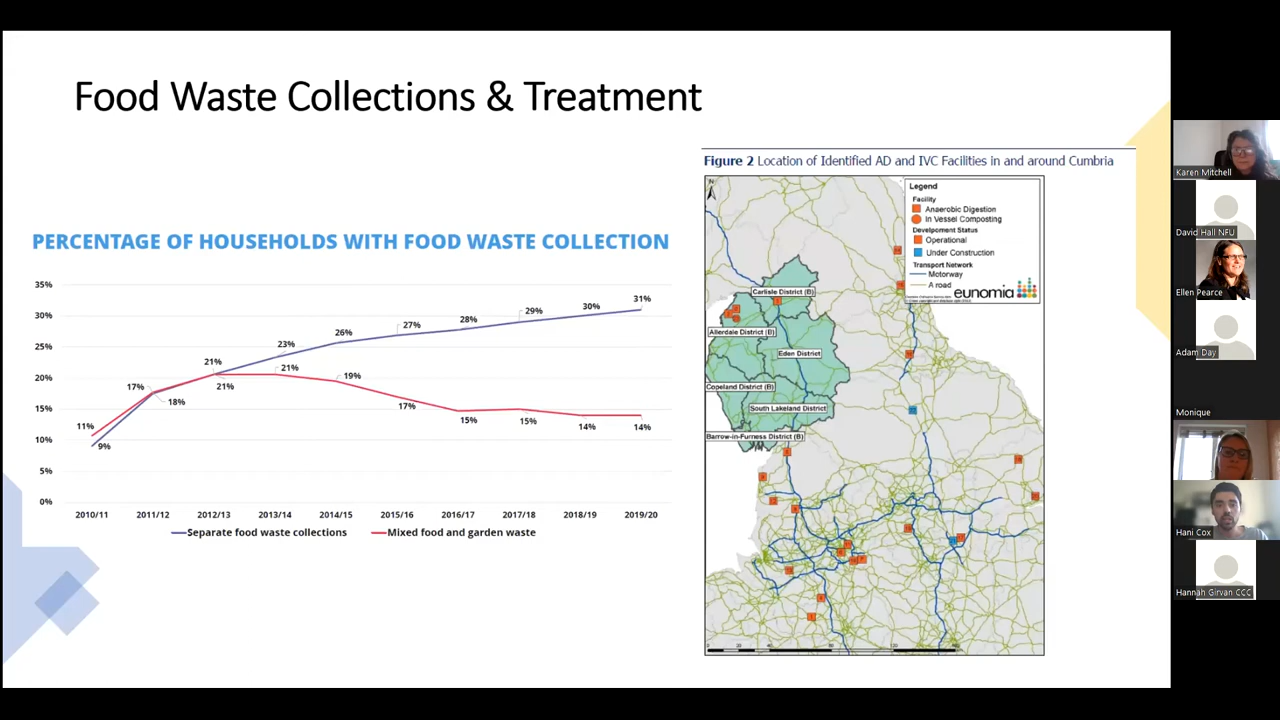 Food Waste Collections & Treatment
PERCENTAGE OF HOUSEHOLDS WITH FOOD WASTE COLLECTION
35%
30%
25%
20%
15%
10%
5%
0%
11%
9%
17%
18%
21%
21%
23%
21%
26%
19%
27%
17%
28%
15%
29%
15%
30%
14%
31%
14%
2010/11
2011/12
2012/13
2013/14
2014/15
2015/16
2016/17
2017/18
2018/19
2019/20
Separate food waste collections
Mixed food and garden waste
Figure 2 Location of Identified AD and IVC Facilities in and around Cumbria
N
Legend
Facility
Anaerobic Digestion
In Vessel Composting
Development Status
Operational
Under Construction
Transport Network
Motorway
A road
eunomia
Carlisle District (B)
Allerdale District (B)
Eden District
Copeland District (B)
South Lakeland District
Barrow-in-Furness District (B)
Karen Mitchell
David Hall NFU
Ellen Pearce
Adam Day
Monique
Hani Cox
Hannah Girvan CCC